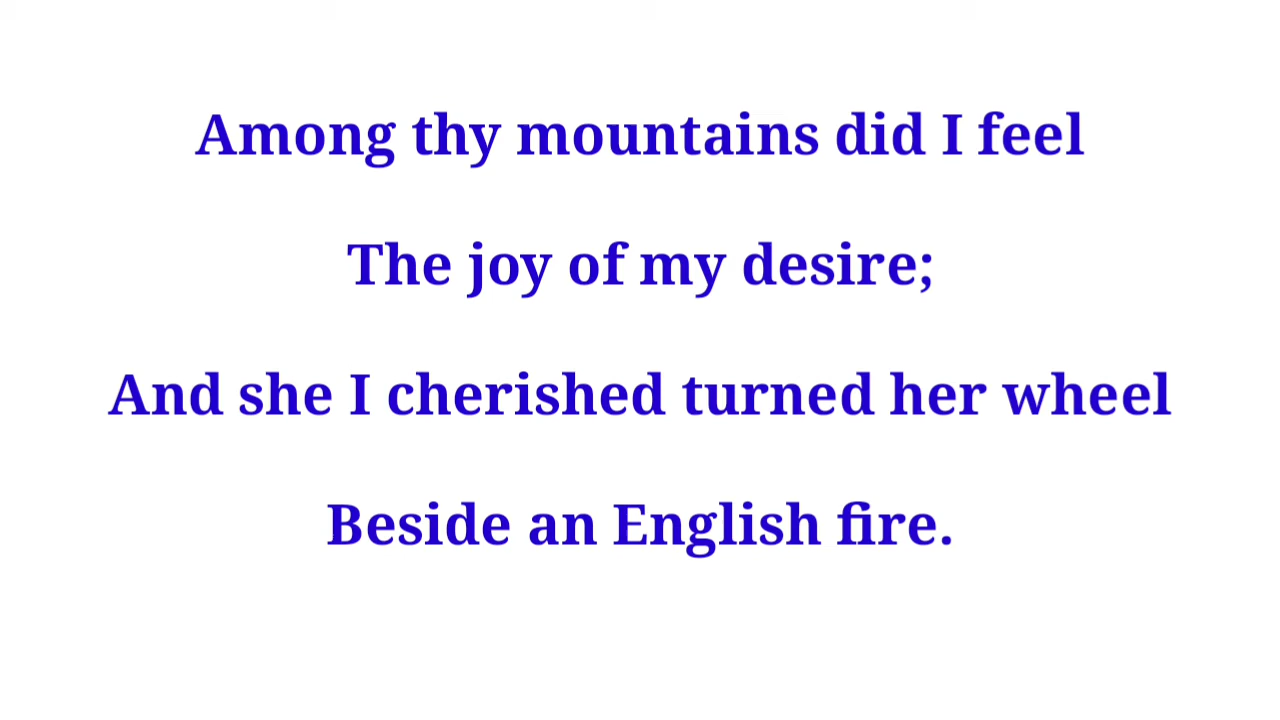 Among thy mountains did I feel
The joy of my desire;
And she I cherished turned her wheel
Beside an English fire.